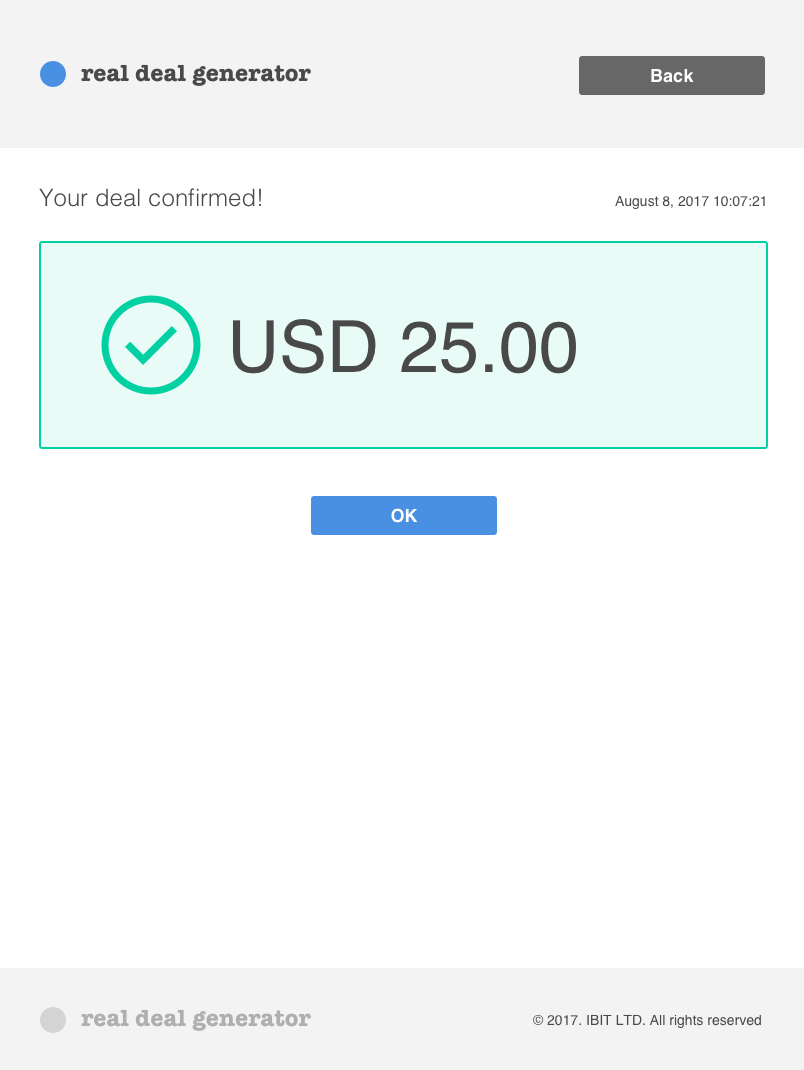 real deal generator
Back
Your deal confirmed!
August 8, 2017 10:07:21
USD 25.00
OK
real deal generator
© 2017. IBIT LTD. All rights reserved